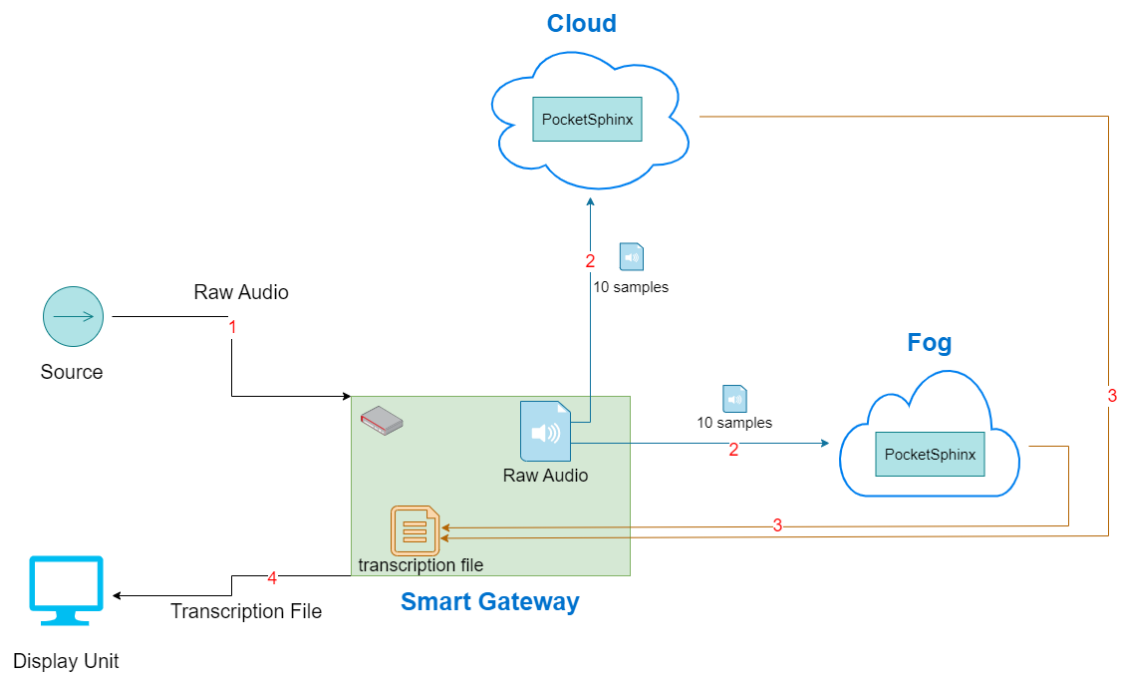 Cloud
PocketSphinx
2
10 samples
Raw Audio
1
Source
Fog
10 samples
2
PocketSphinx
3
Raw Audio
3
transcription file
4
Smart Gateway
Transcription File
Display Unit